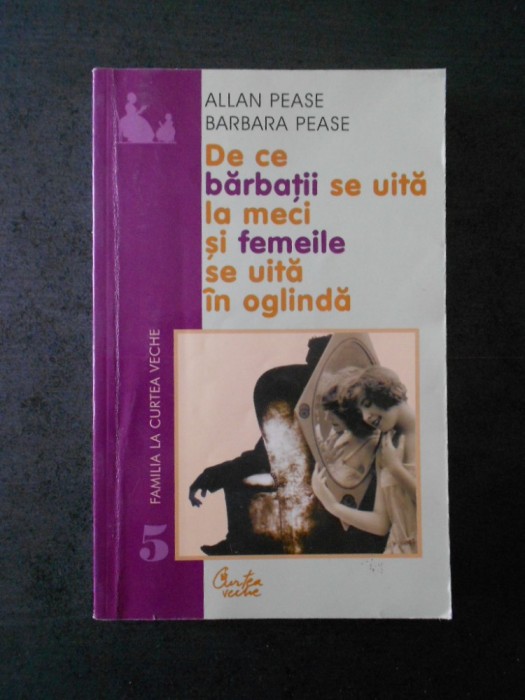 ALLAN PEASE
BARBARA PEASE
De ce
bărbații se uită
la meci
și femeile
se uită
în oglindă
FAMILIA LA CURTEA VECHE
5
Curtea
veche